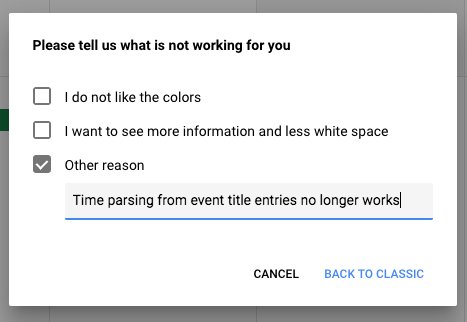 Please tell us what is not working for you
I do not like the colors
I want to see more information and less white space
Other reason
Time parsing from event title entries no longer works
CANCEL BACK TO CLASSIC